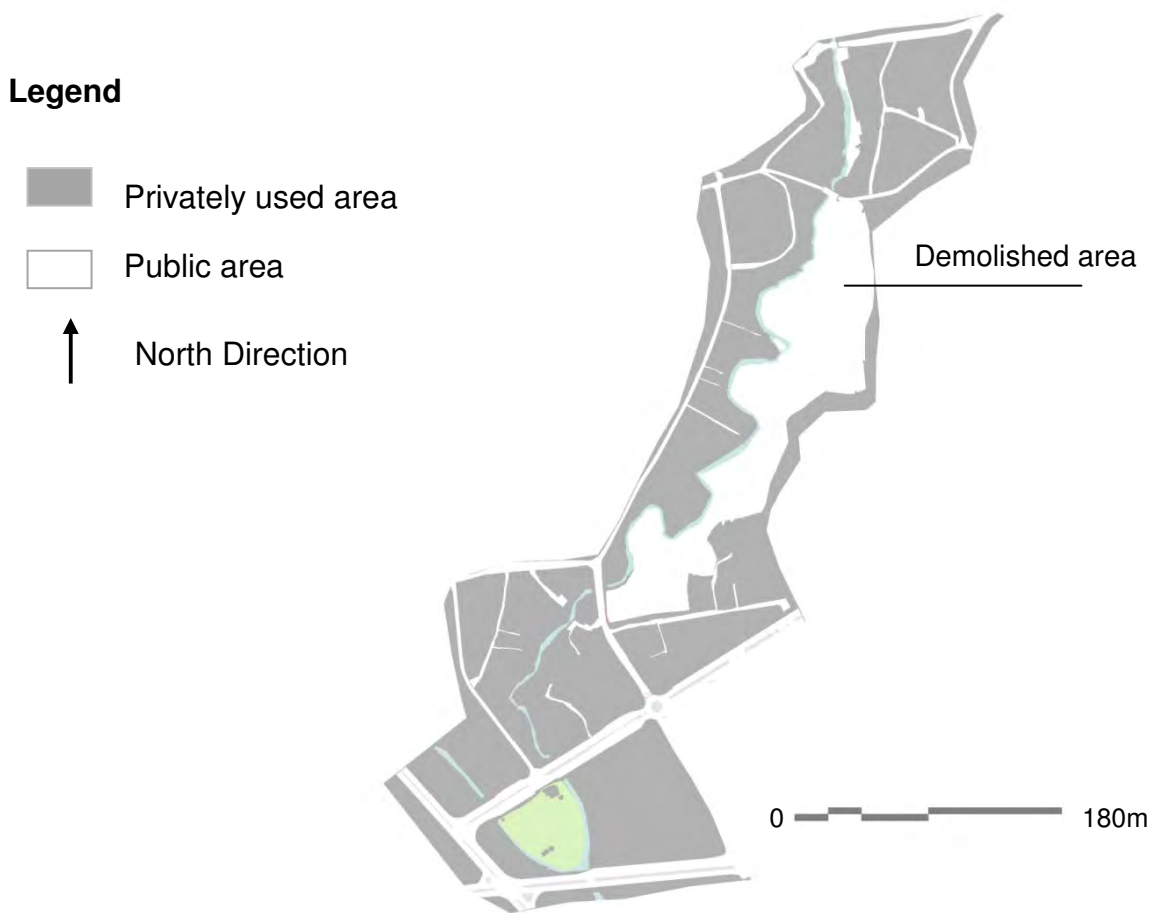 Legend
Privately used area
Public area
North Direction
Demolished area
0 180m